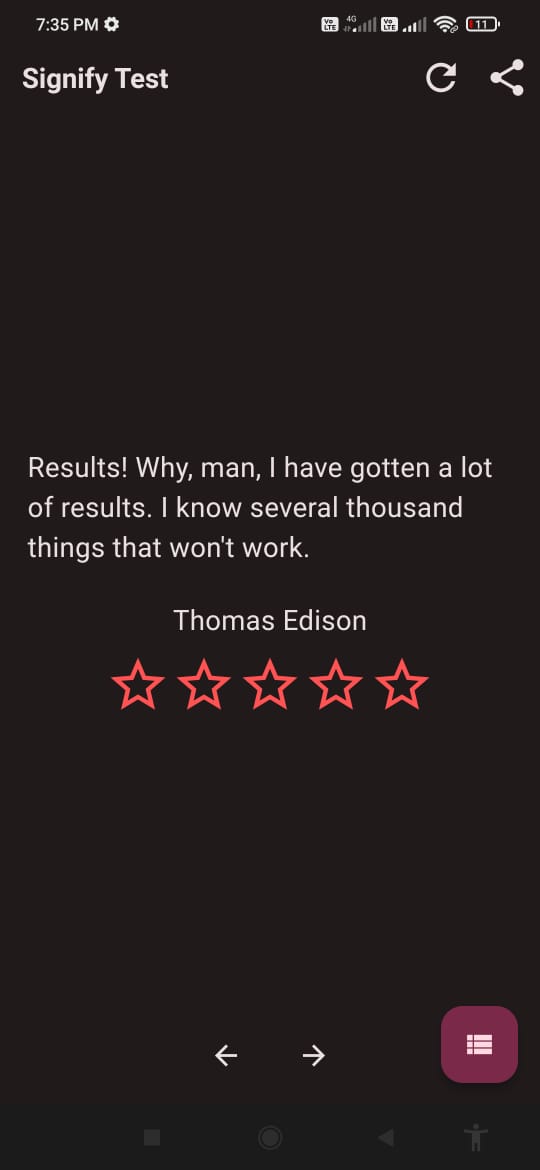 7:35 PM
Vo LTE 4G Vo LTE 11
Signify Test
Results! Why, man, I have gotten a lot
of results. I know several thousand
things that won't work.
Thomas Edison